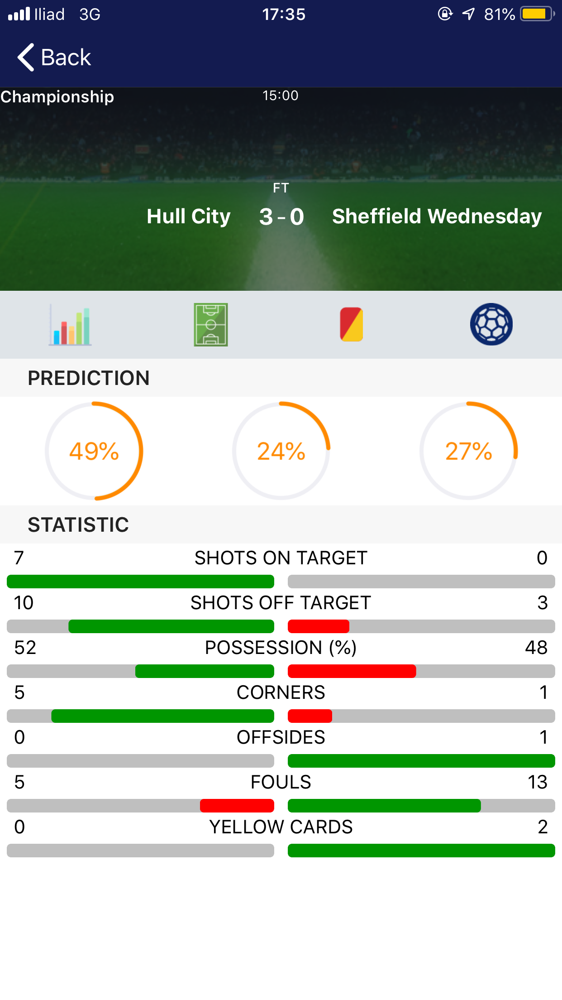 Iliad 3G 17:35 81%
Back
Championship 15:00
FT
Hull City 3 - 0 Sheffield Wednesday
PREDICTION
49% 24% 27%
STATISTIC
7 SHOTS ON TARGET 0
10 SHOTS OFF TARGET 3
52 POSSESSION (%) 48
5 CORNERS 1
0 OFFSIDES 1
5 FOULS 13
0 YELLOW CARDS 2